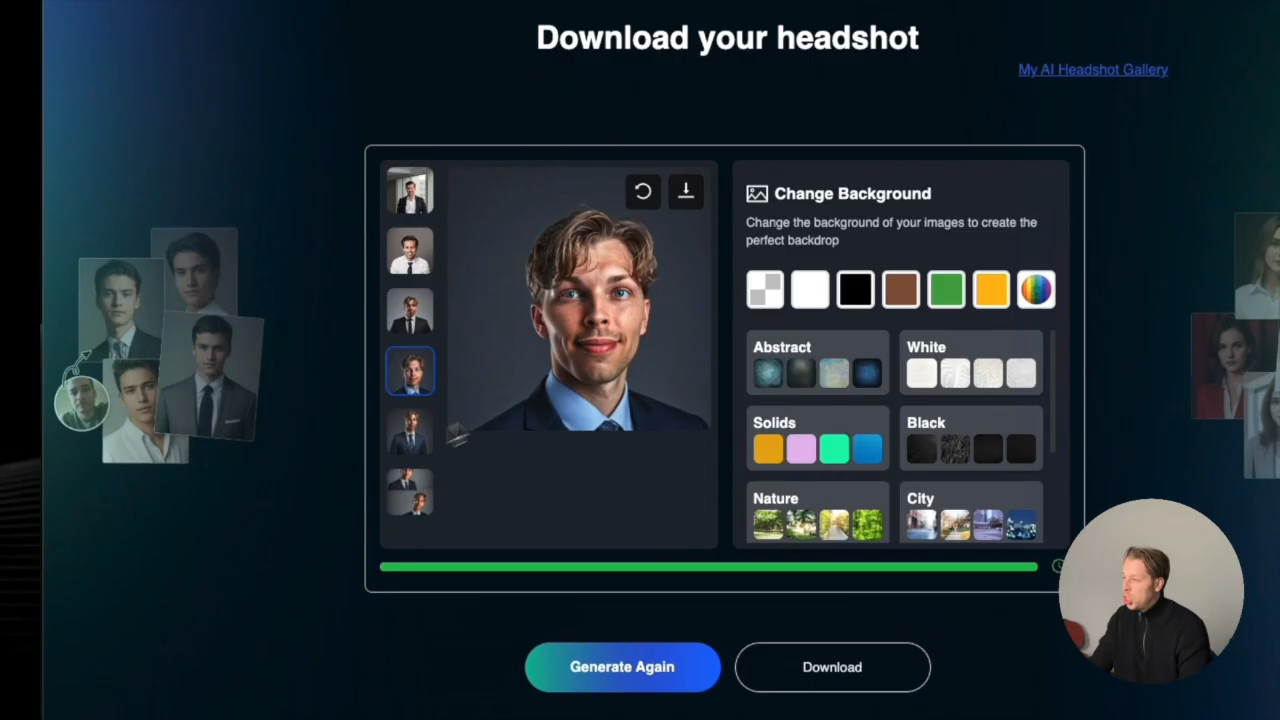 Download your headshot
My AI Headshot Gallery
Change Background
Change the background of your images to create the
perfect backdrop
Abstract
White
Solids
Black
Nature
City
Generate Again
Download